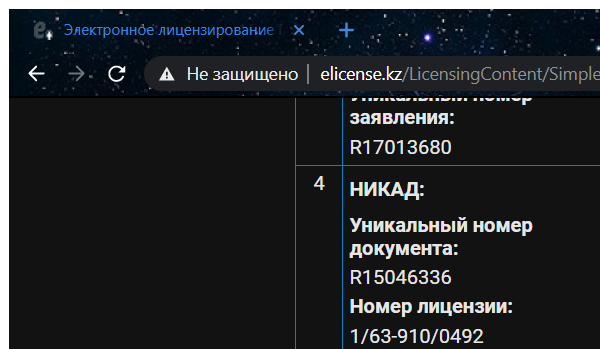 Электронное лицензирование
Не защищено elicense.kz/LicensingContent/Simple
Уникальный номер
заявления:
R17013680
4 НИКАД:
Уникальный номер
документа:
R15046336
Номер лицензии:
1/63-910/0492